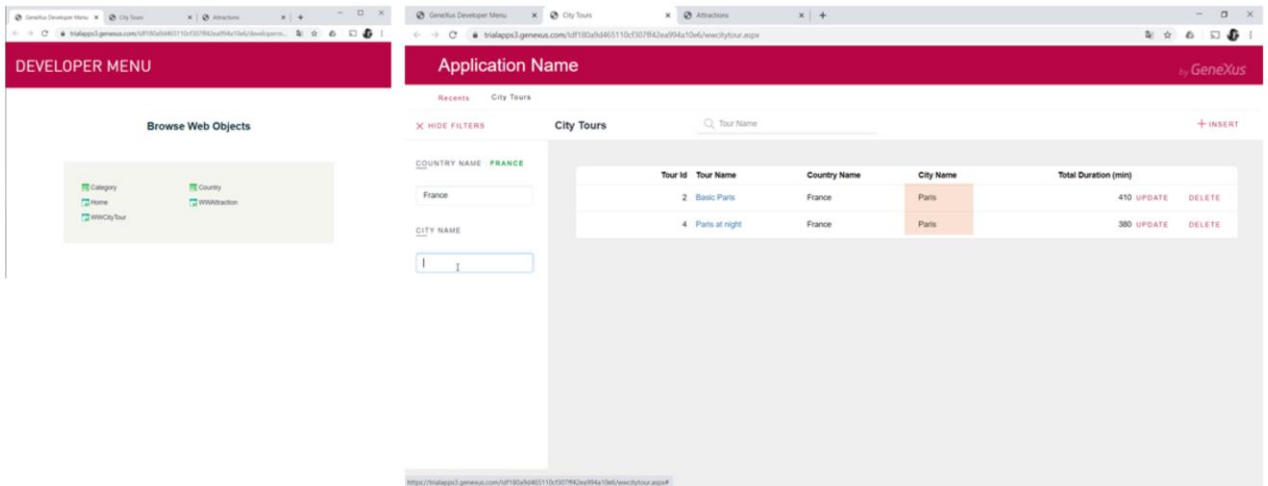 GeneXus Developer Menu
City Tours
Attractions
DEVELOPER MENU
Browse Web Objects
Category
Country
Home
WWAttraction
WWCityTour
GeneXus Developer Menu
City Tours
Attractions
Application Name
by GeneXus
Recents City Tours
HIDE FILTERS
City Tours
Tour Name
INSERT
COUNTRY NAME : FRANCE
France
CITY NAME
Tour Id Tour Name Country Name City Name Total Duration (min)
2 Basic Paris France Paris 410 UPDATE DELETE
4 Paris at night France Paris 380 UPDATE DELETE